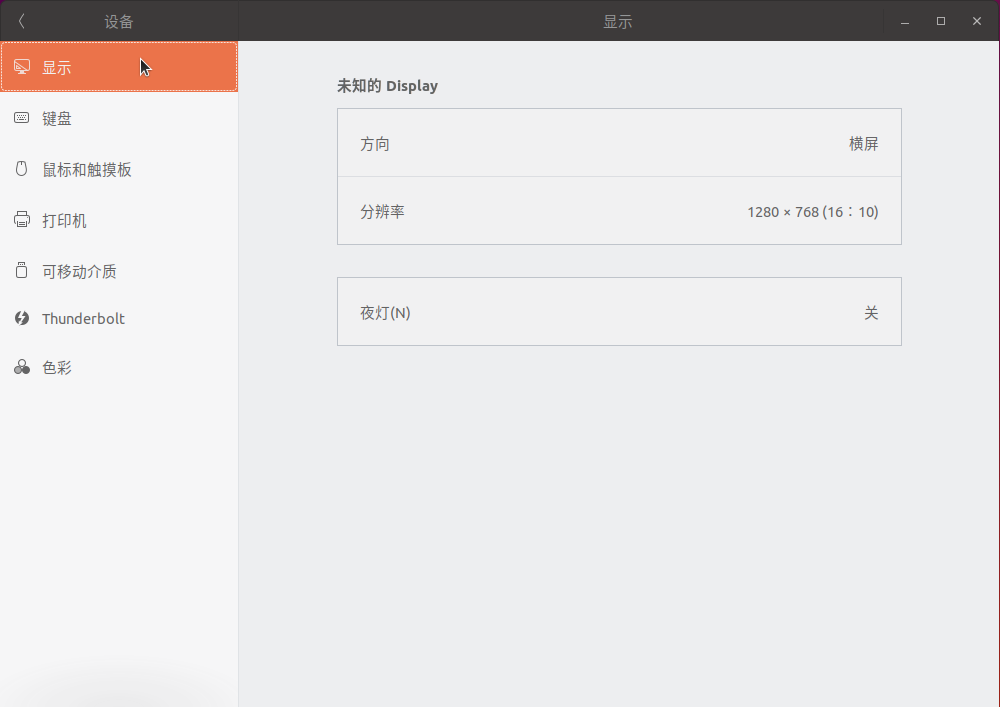 设备
显示
显示
键盘
鼠标和触摸板
打印机
可移动介质
Thunderbolt
色彩
未知的 Display
方向 横屏
分辨率 1280 × 768 (16∶10)
夜灯(N) 关